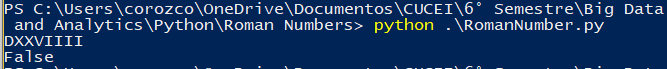 PS C:\Users\corozco\OneDrive\Documentos\CUCEI\6° Semestre\Big Data
and Analytics\Python\Roman Numbers> python .\RomanNumber.py
DXXVIIII
False